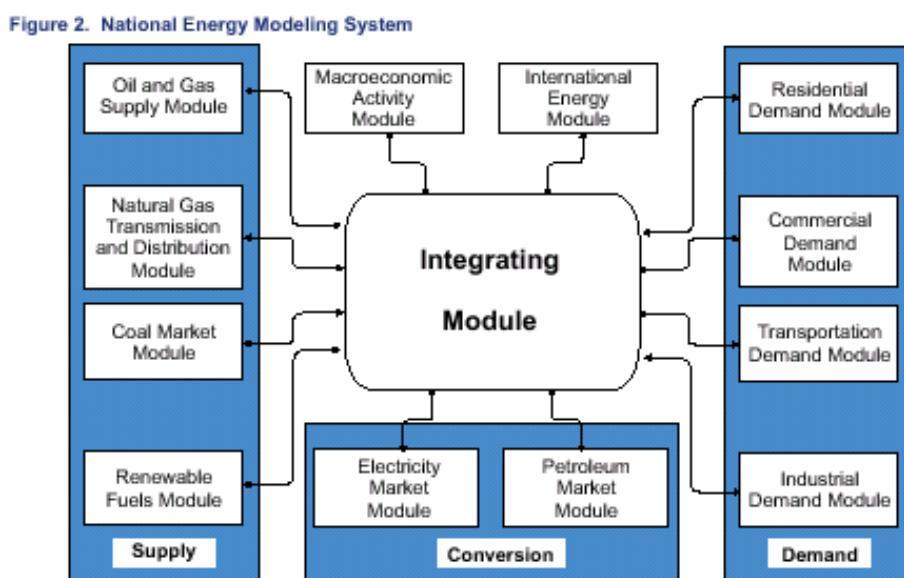 Figure 2. National Energy Modeling System
Oil and Gas
Supply Module
Macroeconomic
Activity
Module
International
Energy
Module
Residential
Demand Module
Natural Gas
Transmission
and Distribution
Module
Commercial
Demand
Module
Integrating
Module
Coal Market
Module
Transportation
Demand Module
Renewable
Fuels Module
Electricity
Market
Module
Petroleum
Market
Module
Industrial
Demand Module
Supply
Conversion
Demand